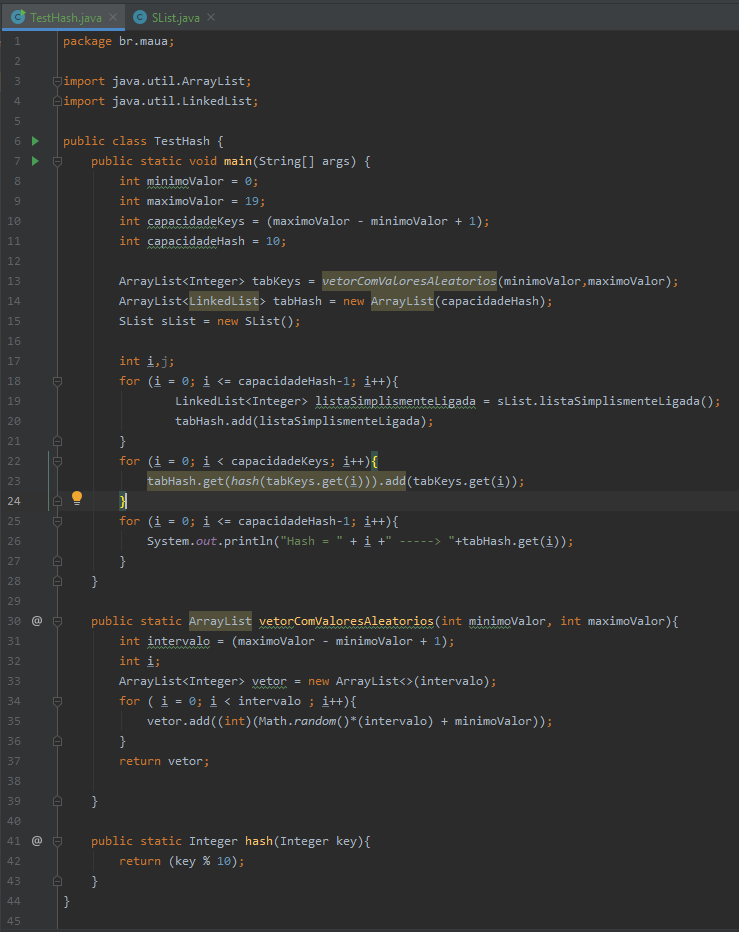 TestHash.java SList.java
1 package br.maua;
2
3 import java.util.ArrayList;
4 import java.util.LinkedList;
5
6 public class TestHash {
7 public static void main(String[] args) {
8 int minimoValor = 0;
9 int maximoValor = 19;
10 int capacidadeKeys = (maximoValor - minimoValor + 1);
11 int capacidadeHash = 10;
12
13 ArrayList<Integer> tabKeys = vetorComValoresAleatorios(minimoValor,maximoValor);
14 ArrayList<LinkedList> tabHash = new ArrayList(capacidadeHash);
15 SList sList = new SList();
16
17 int i,j;
18 for (i = 0; i <= capacidadeHash-1; i++){
19 LinkedList<Integer> listaSimplismenteLigada = sList.listaSimplismenteLigada();
20 tabHash.add(listaSimplismenteLigada);
21 }
22 for (i = 0; i < capacidadeKeys; i++){
23 tabHash.get(hash(tabKeys.get(i))).add(tabKeys.get(i));
24 }
25 for (i = 0; i <= capacidadeHash-1; i++){
26 System.out.println("Hash = " + i +" -----> "+tabHash.get(i));
27 }
28 }
29
30 @ public static ArrayList vetorComValoresAleatorios(int minimoValor, int maximoValor){
31 int intervalo = (maximoValor - minimoValor + 1);
32 int i;
33 ArrayList<Integer> vetor = new ArrayList<>(intervalo);
34 for ( i = 0; i < intervalo ; i++){
35 vetor.add((int)(Math.random()*(intervalo) + minimoValor));
36 }
37 return vetor;
38
39 }
40
41 @ public static Integer hash(Integer key){
42 return (key % 10);
43 }
44 }
45